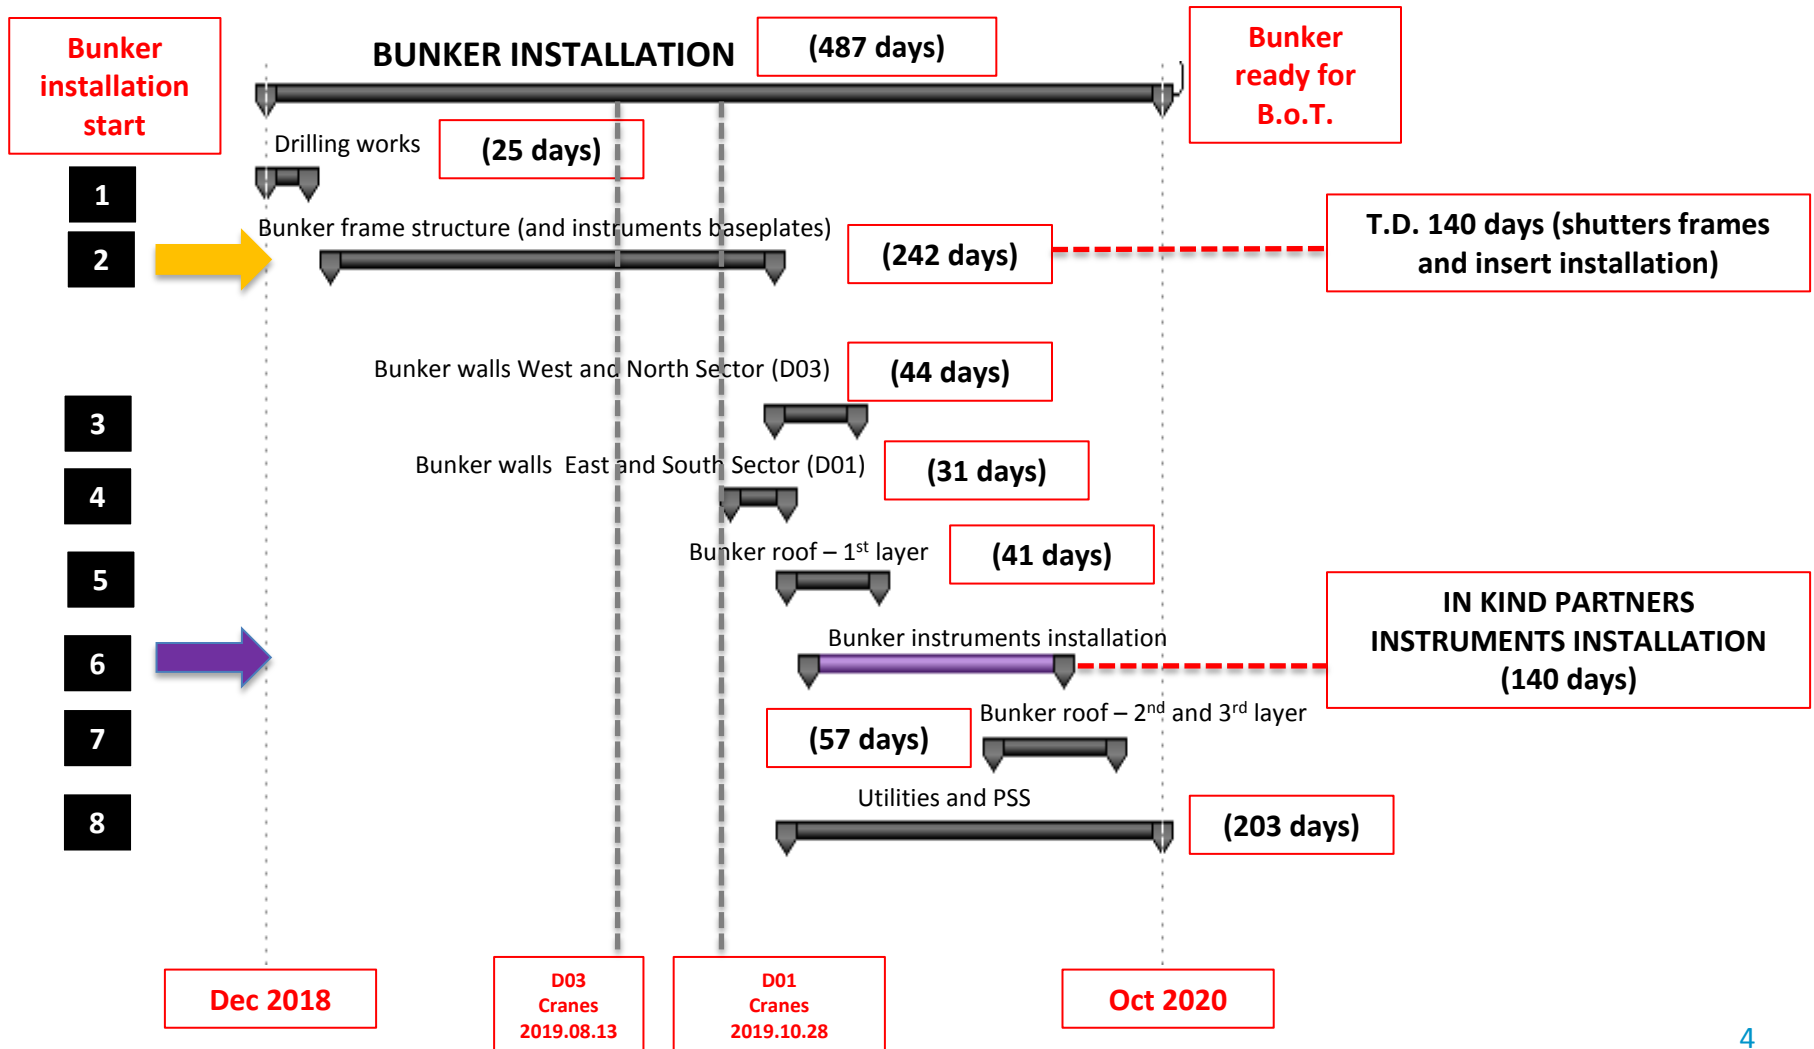 Bunker
installation
start
BUNKER INSTALLATION
(487 days)
Bunker
ready for
B.o.T.
Drilling works
(25 days)
1
Bunker frame structure (and instruments baseplates)
2
(242 days)
T.D. 140 days (shutters frames
and insert installation)
Bunker walls West and North Sector (D03)
(44 days)
3
Bunker walls  East and South Sector (D01)
(31 days)
4
Bunker roof – 1st layer
(41 days)
5
Bunker instruments installation
6
IN KIND PARTNERS
INSTRUMENTS INSTALLATION
(140 days)
Bunker roof – 2nd and 3rd layer
7
(57 days)
Utilities and PSS
8
(203 days)
Dec 2018
D03
Cranes
2019.08.13
D01
Cranes
2019.10.28
Oct 2020
4